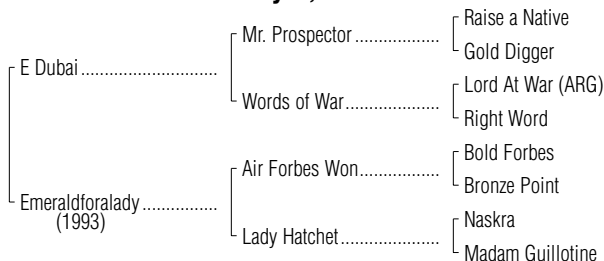 Raise a Native
Mr. Prospector ..................
Gold Digger
E Dubai .............................
Lord At War (ARG)
Words of War ....................
Right Word
Bold Forbes
Air Forbes Won .................
Bronze Point
Emeraldforalady ................
(1993)
Naskra
Lady Hatchet .....................
Madam Guillotine